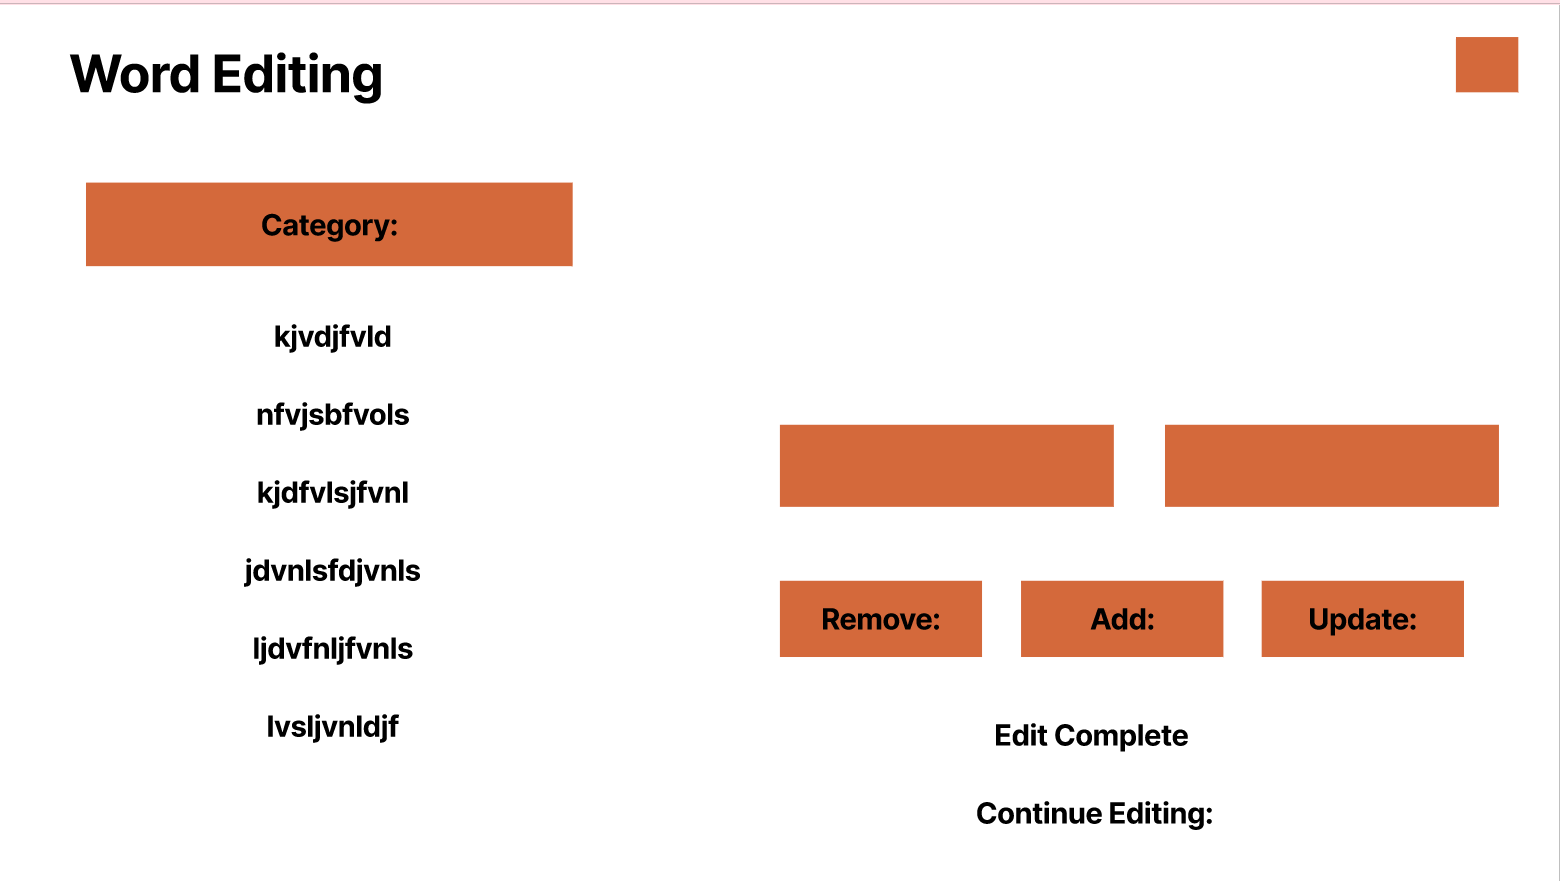 Word Editing
Category:
kjvdjfvld
nfvjsbfvols
kjdfvlsjfvnl
jdvnlsfdjvnls
ljdvfnljfvnls
lvsljvnldjf
Remove:
Add:
Update:
Edit Complete
Continue Editing: